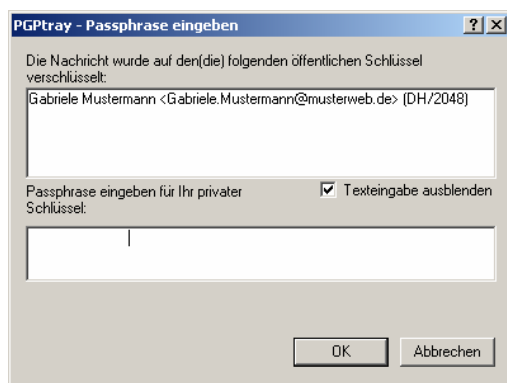 PGPtray - Passphrase eingeben
Die Nachricht wurde auf den(die) folgenden öffentlichen Schlüssel
verschlüsselt:
Gabriele Mustermann <Gabriele.Mustermann@musterweb.de> (DH/2048)
Passphrase eingeben für Ihr privater
Schlüssel:
Texteingabe ausblenden
OK
Abbrechen